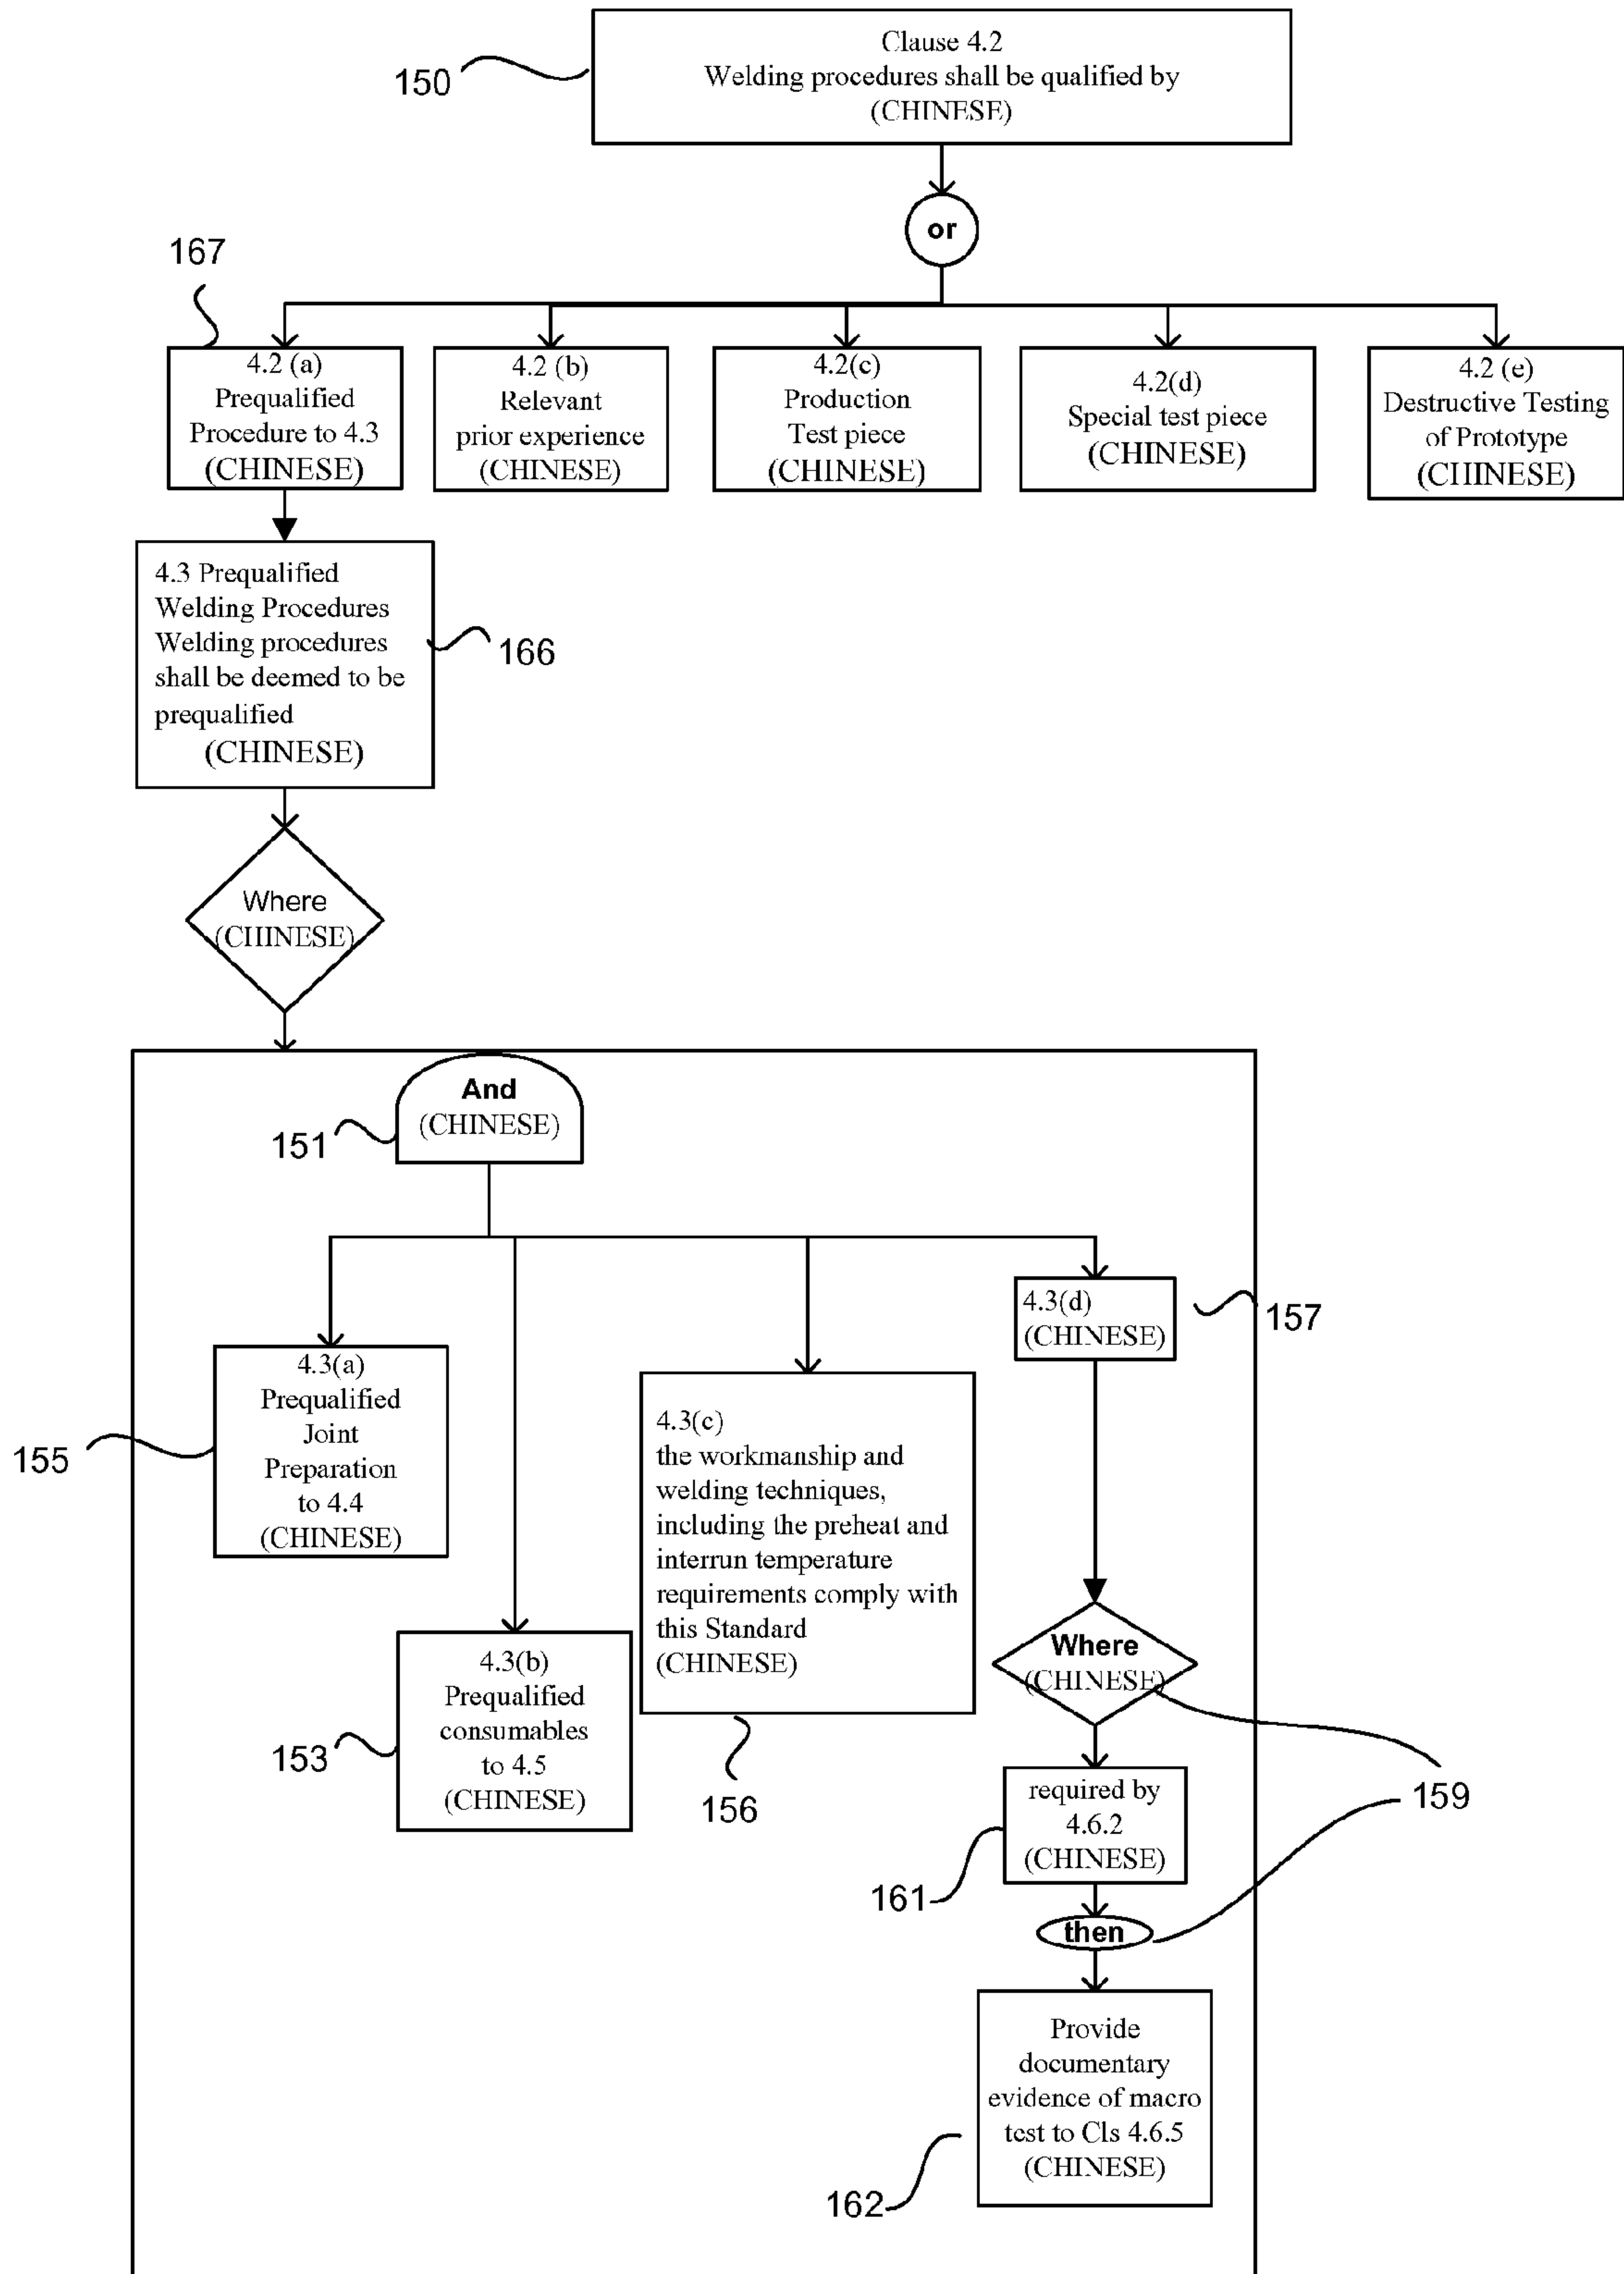 Clause 4.2
Welding procedures shall be qualified by
(CHINESE)
150
or
167
4.2 (a)
Prequalified
Procedure to 4.3
(CHINESE)
4.2 (b)
Relevant
prior experience
(CHINESE)
4.2(c)
Production
Test piece
(CHINESE)
4.2(d)
Special test piece
(CHINESE)
4.2 (e)
Destructive Testing
of Prototype
(CHINESE)
4.3 Prequalified
Welding Procedures
Welding procedures
shall be deemed to be
prequalified
(CHINESE)
166
Where
(CHINESE)
And
(CHINESE)
151
4.3(d)
(CHINESE)
157
4.3(a)
Prequalified
Joint
Preparation
to 4.4
(CHINESE)
155
4.3(c)
the workmanship and
welding techniques,
including the preheat and
interrun temperature
requirements comply with
this Standard
(CHINESE)
156
4.3(b)
Prequalified
consumables
to 4.5
(CHINESE)
153
Where
(CHINESE)
159
required by
4.6.2
(CHINESE)
161
then
Provide
documentary
evidence of macro
test to Cls 4.6.5
(CHINESE)
162